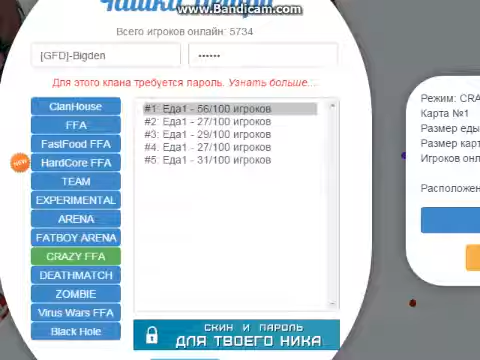 www.Bandicam.com
Чашка Петри
Всего игроков онлайн: 5734
[GFD]-Bigden
••••••
Для этого клана требуется пароль. Узнать больше...
ClanHouse
FFA
FastFood FFA
NEW
HardCore FFA
TEAM
EXPERIMENTAL
ARENA
FATBOY ARENA
CRAZY FFA
DEATHMATCH
ZOMBIE
Virus Wars FFA
Black Hole
#1: Еда1 - 56/100 игроков
#2: Еда1 - 27/100 игроков
#3: Еда1 - 29/100 игроков
#4: Еда1 - 27/100 игроков
#5: Еда1 - 31/100 игроков
СКИН И ПАРОЛЬ
ДЛЯ ТВОЕГО НИКА
Режим: CRA
Карта №1
Размер еды
Размер карт
Игроков онл
Расположен